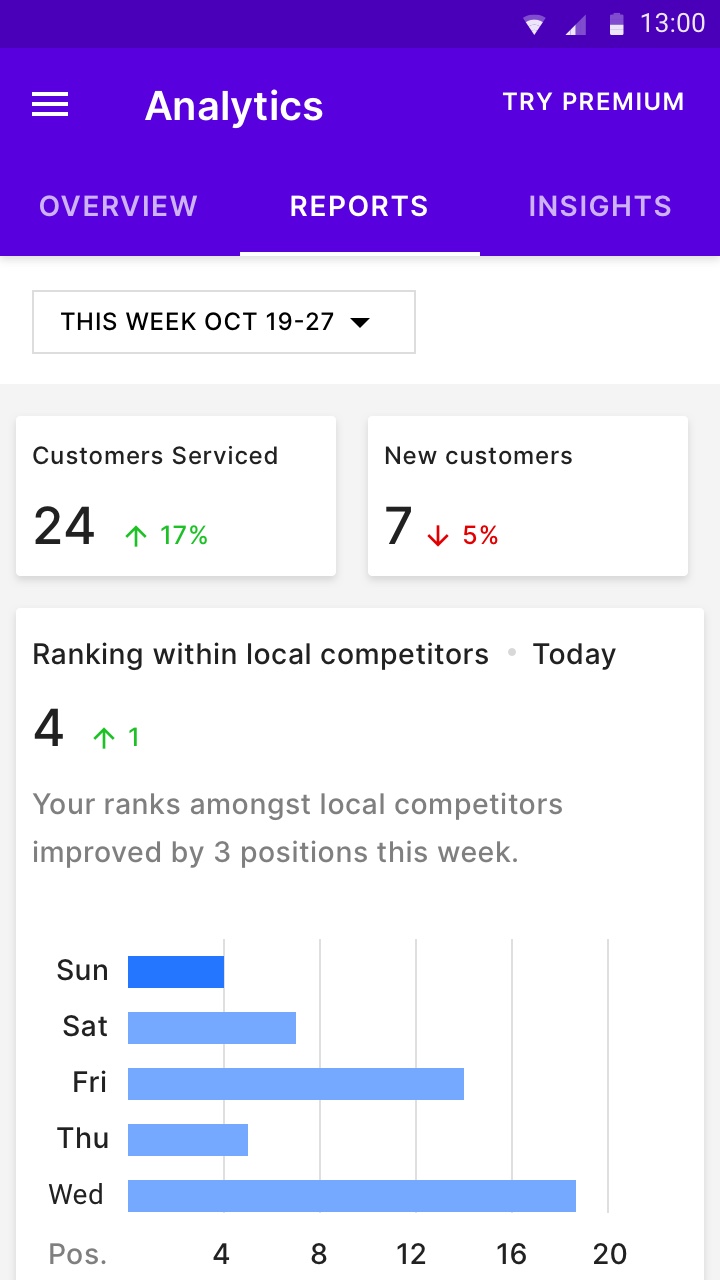 13:00
Analytics TRY PREMIUM
OVERVIEW REPORTS INSIGHTS
THIS WEEK OCT 19-27
Customers Serviced
24 ↑ 17%
New customers
7 ↓ 5%
Ranking within local competitors • Today
4 ↑ 1
Your ranks amongst local competitors
improved by 3 positions this week.
Sun
Sat
Fri
Thu
Wed
Pos. 4 8 12 16 20